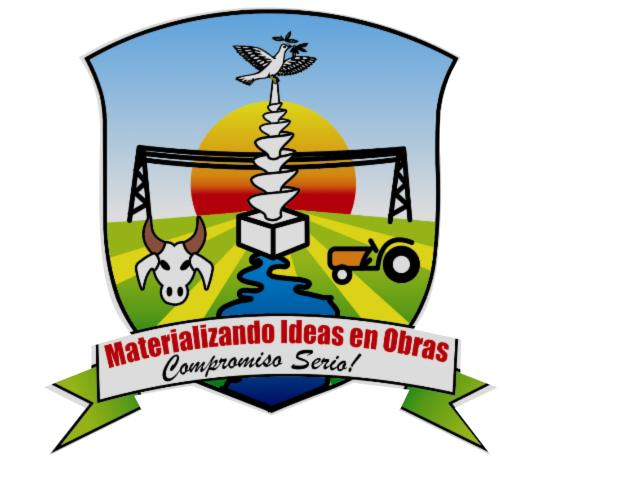 Materializando Ideas en Obras
Compromiso Serio!